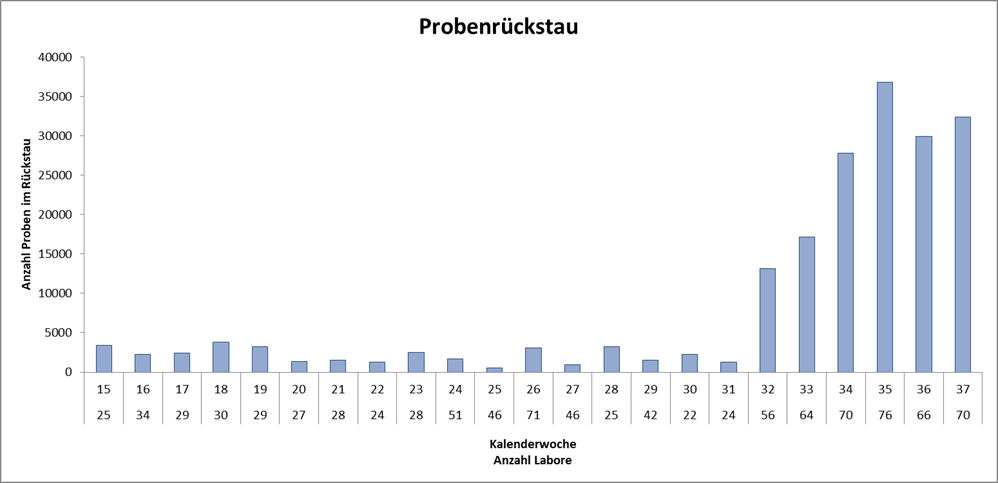 Probenrückstau
Anzahl Proben im Rückstau
40000
35000
30000
25000
20000
15000
10000
5000
0
15 16 17 18 19 20 21 22 23 24 25 26 27 28 29 30 31 32 33 34 35 36 37
25 34 29 30 29 27 28 24 28 51 46 71 46 25 42 22 24 56 64 70 76 66 70
Kalenderwoche
Anzahl Labore